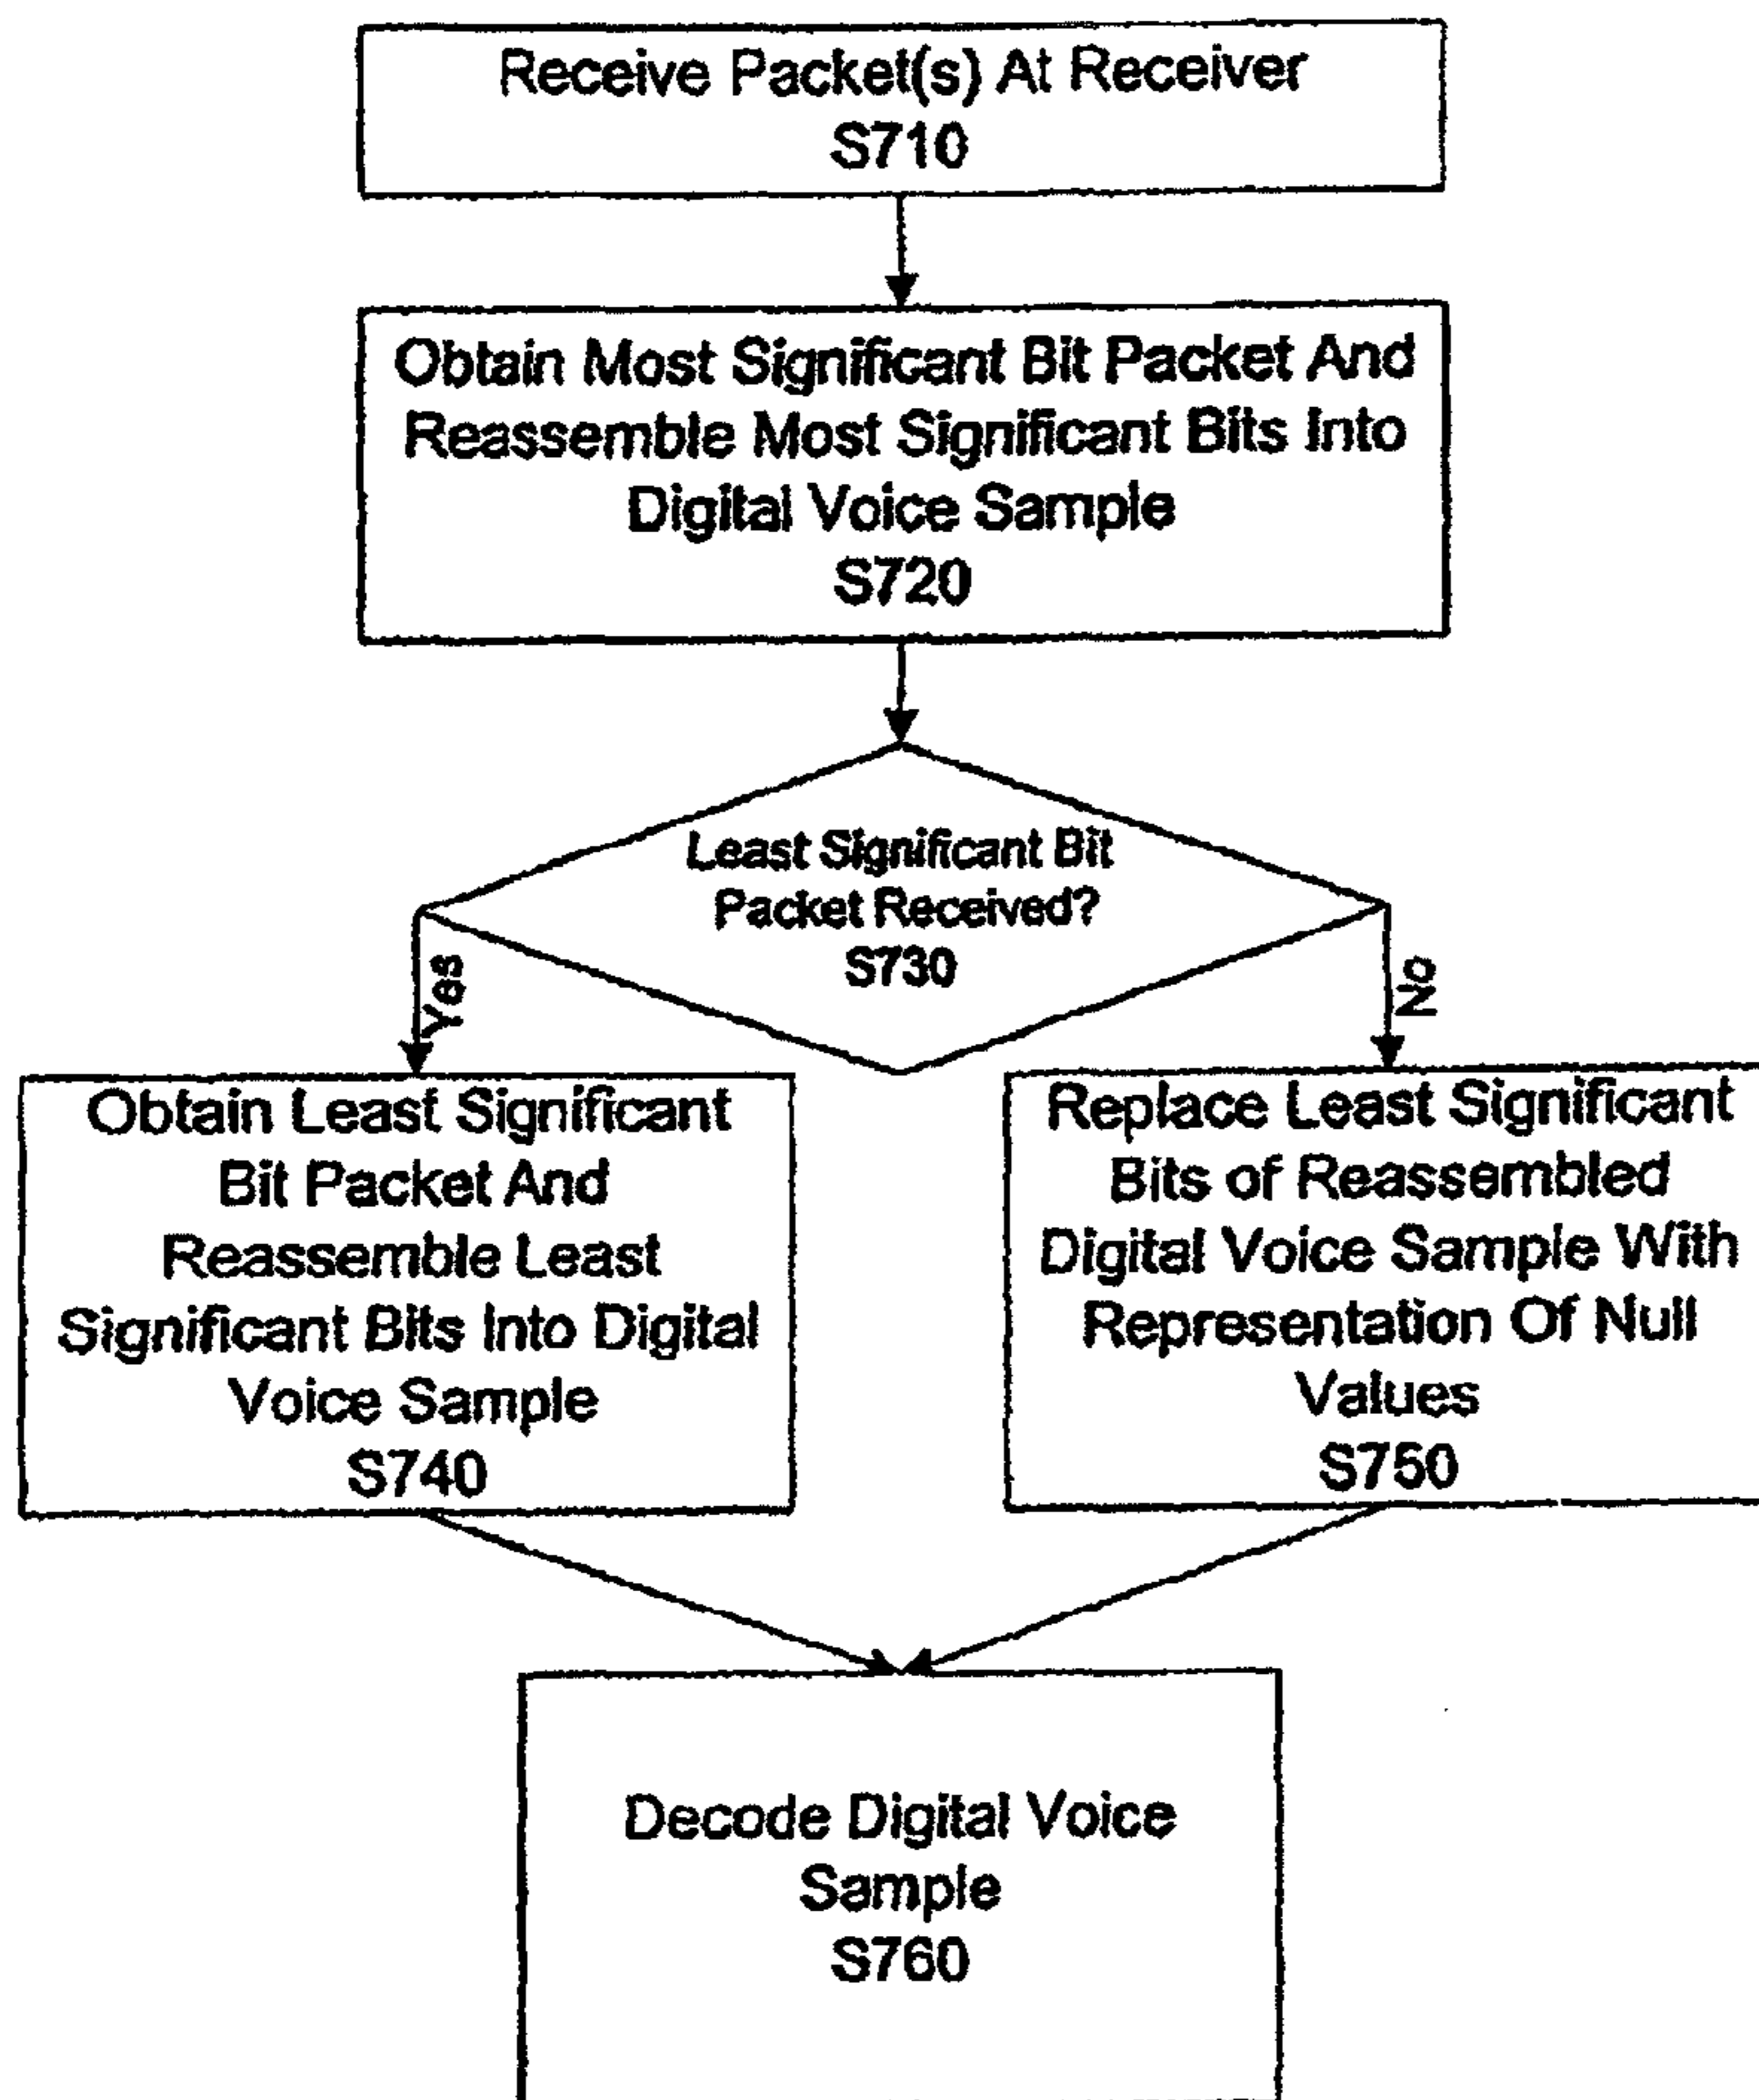 Receive Packet(s) At Receiver
S710
Obtain Most Significant Bit Packet And
Reassemble Most Significant Bits Into
Digital Voice Sample
S720
Least Significant Bit
Packet Received?
S730
Yes
No
Obtain Least Significant
Bit Packet And
Reassemble Least
Significant Bits Into Digital
Voice Sample
S740
Replace Least Significant
Bits of Reassembled
Digital Voice Sample With
Representation Of Null
Values
S750
Decode Digital Voice
Sample
S760